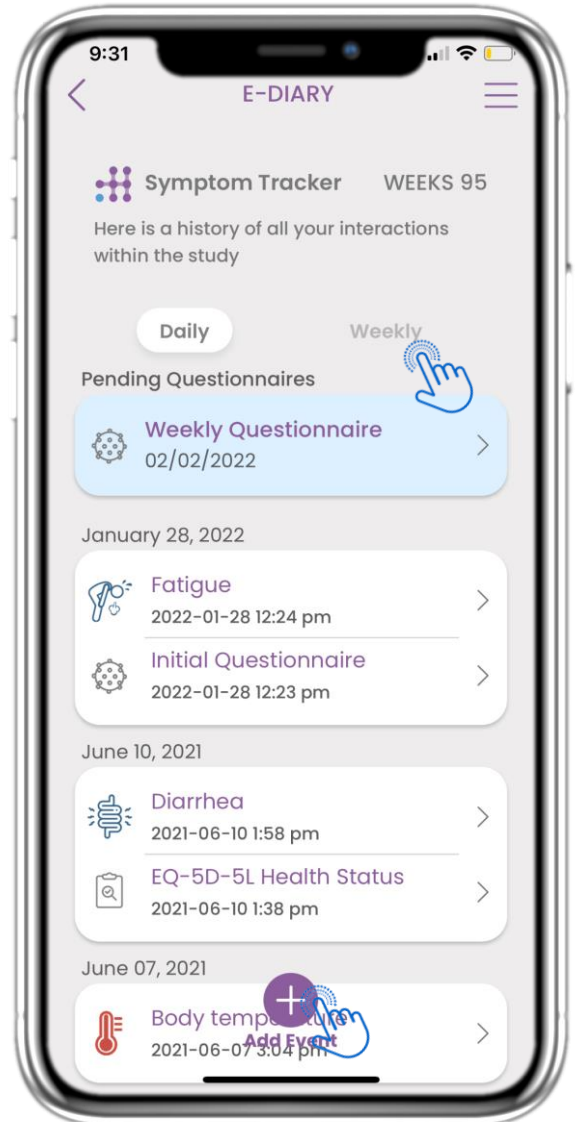 9:31
E-DIARY
Symptom Tracker WEEKS 95
Here is a history of all your interactions
within the study
Daily Weekly
Pending Questionnaires
Weekly Questionnaire
02/02/2022
January 28, 2022
Fatigue
2022-01-28 12:24 pm
Initial Questionnaire
2022-01-28 12:23 pm
June 10, 2021
Diarrhea
2021-06-10 1:58 pm
EQ-5D-5L Health Status
2021-06-10 1:38 pm
June 07, 2021
Body temperature
2021-06-07 3:04 pm
Add Event